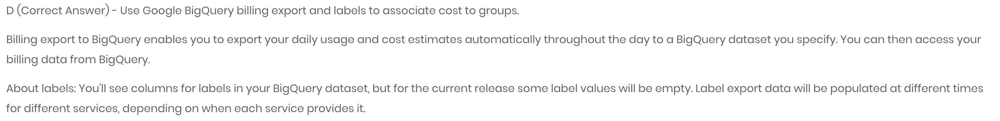 D (Correct Answer) - Use Google BigQuery billing export and labels to associate cost to groups.
Billing export to BigQuery enables you to export your daily usage and cost estimates automatically throughout the day to a BigQuery dataset you specify. You can then access your
billing data from BigQuery.
About labels: You'll see columns for labels in your BigQuery dataset, but for the current release some label values will be empty. Label export data will be populated at different times
for different services, depending on when each service provides it.